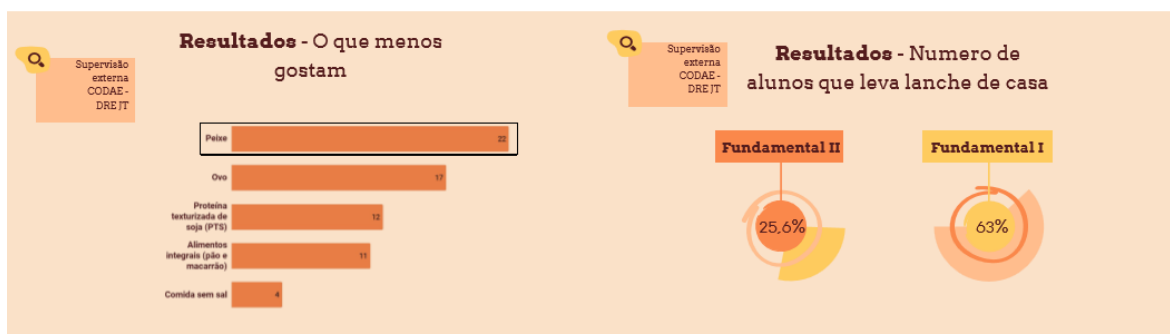 Resultados - O que menos
gostam
Supervisão
externa
CODAE -
DRE JT
Peixe
22
Ovo
17
Proteína
texturizada de
soja (PTS)
12
Alimentos
integrais (pão e
macarrão)
11
Comida sem sal
4
Supervisão
externa
CODAE -
DRE JT
Resultados - Numero de
alunos que leva lanche de casa
Fundamental II
25,6%
Fundamental I
63%